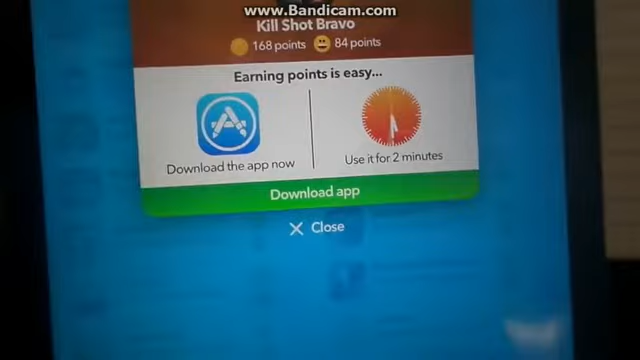 www.Bandicam.com
Kill Shot Bravo
168 points 84 points
Earning points is easy...
Download the app now
Use it for 2 minutes
Download app
Close